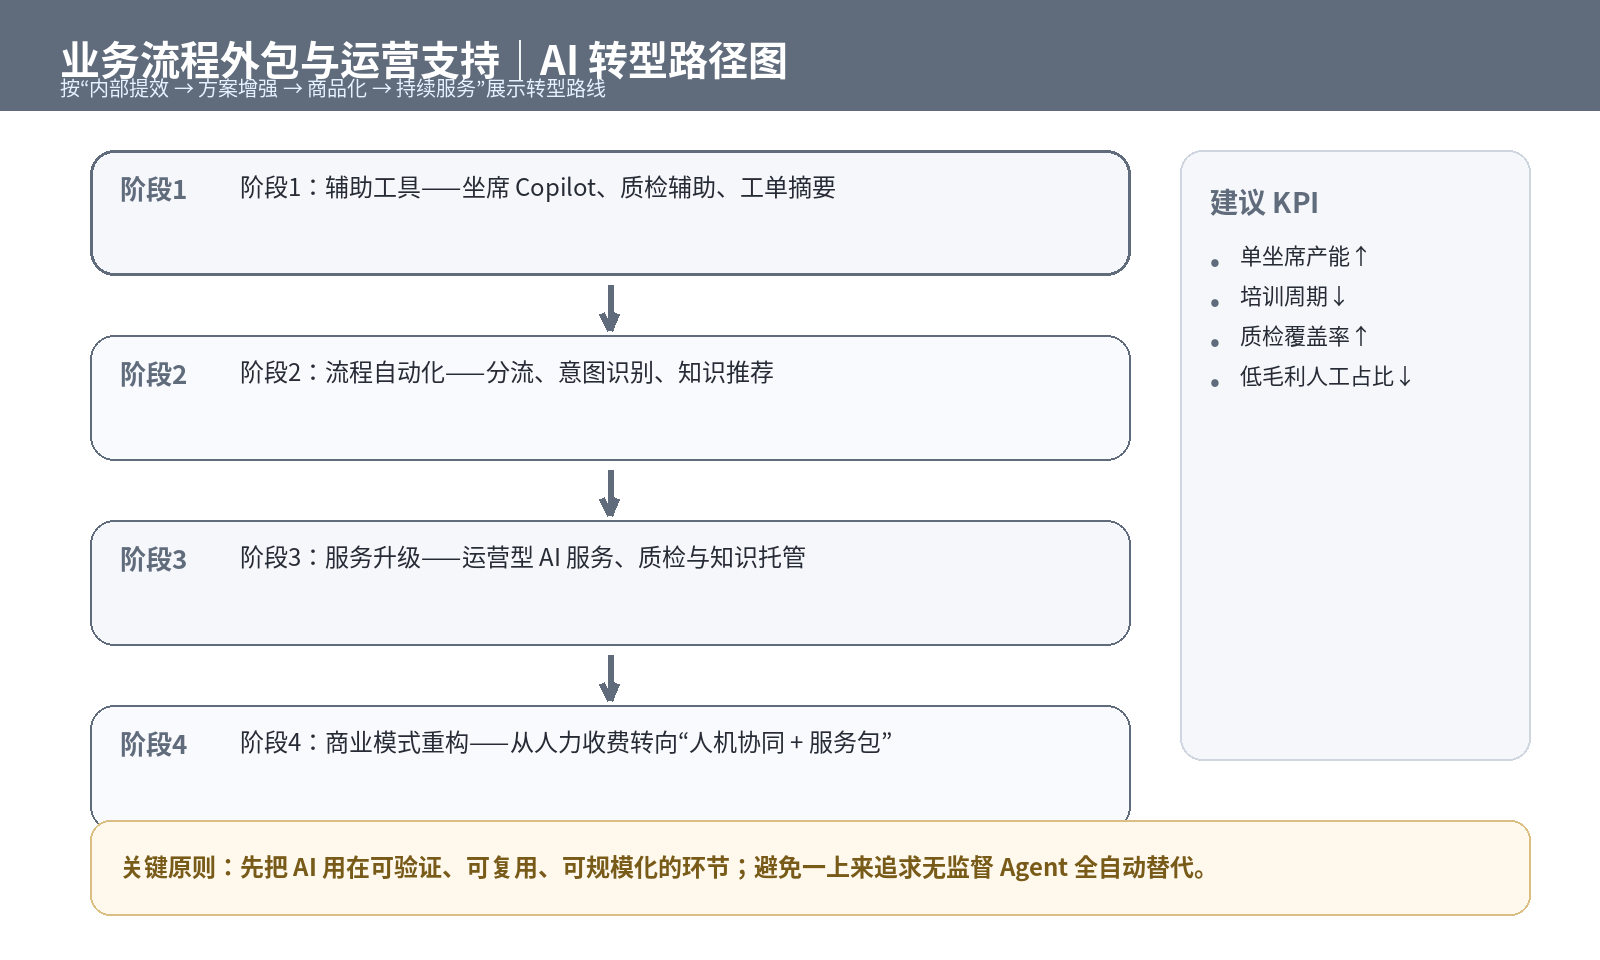 业务流程外包与运营支持｜AI 转型路径图
按“内部提效 → 方案增强 → 商品化 → 持续服务”展示转型路线
阶段1
阶段1：辅助工具——坐席 Copilot、质检辅助、工单摘要
阶段2
阶段2：流程自动化——分流、意图识别、知识推荐
阶段3
阶段3：服务升级——运营型 AI 服务、质检与知识托管
阶段4
阶段4：商业模式重构——从人力收费转向“人机协同 + 服务包”
建议 KPI
• 单坐席产能↑
• 培训周期↓
• 质检覆盖率↑
• 低毛利人工占比↓
关键原则：先把 AI 用在可验证、可复用、可规模化的环节；避免一上来追求无监督 Agent 全自动替代。